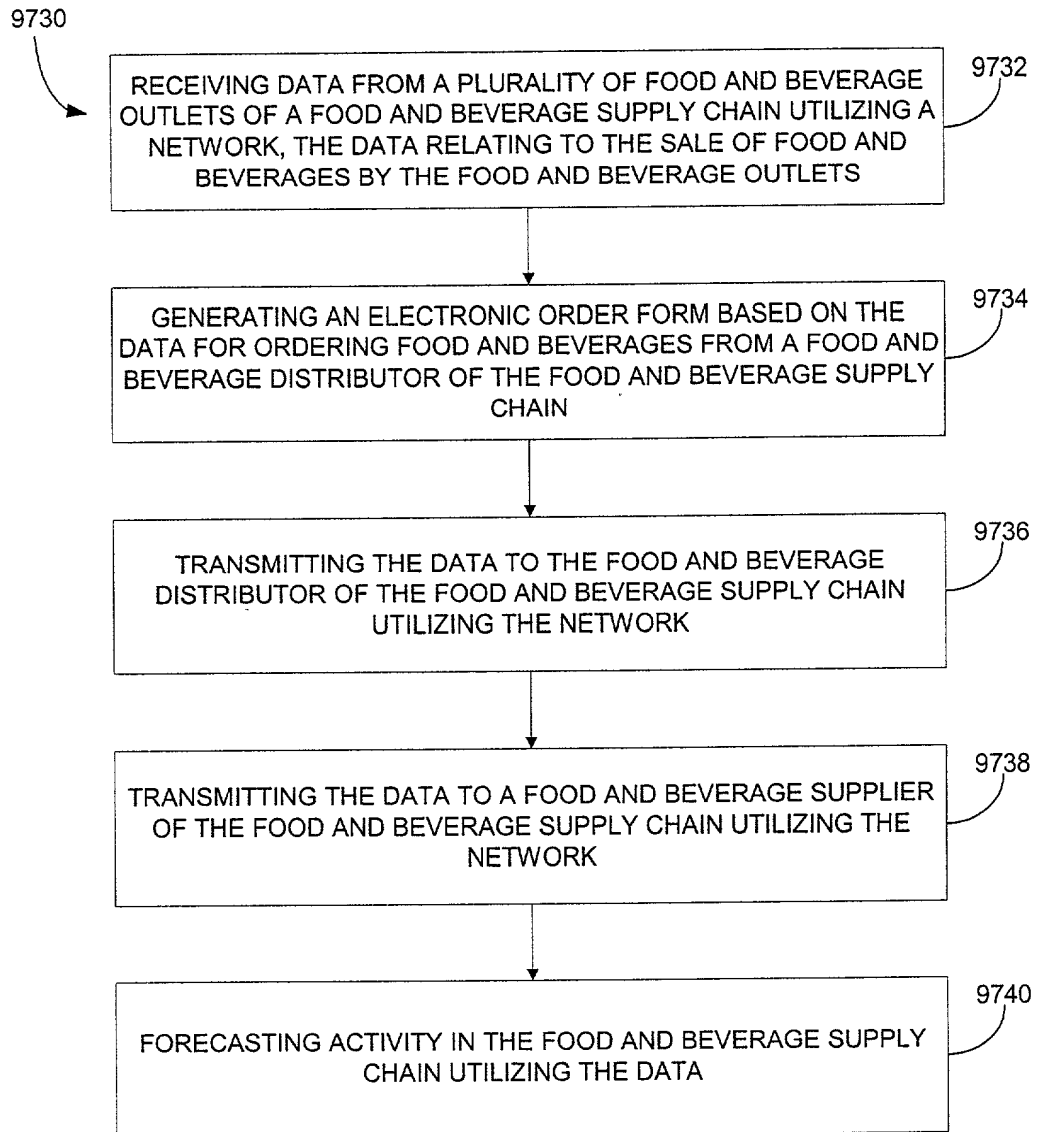 9730
RECEIVING DATA FROM A PLURALITY OF FOOD AND BEVERAGE
OUTLETS OF A FOOD AND BEVERAGE SUPPLY CHAIN UTILIZING A
NETWORK, THE DATA RELATING TO THE SALE OF FOOD AND
BEVERAGES BY THE FOOD AND BEVERAGE OUTLETS
9732
GENERATING AN ELECTRONIC ORDER FORM BASED ON THE
DATA FOR ORDERING FOOD AND BEVERAGES FROM A FOOD AND
BEVERAGE DISTRIBUTOR OF THE FOOD AND BEVERAGE SUPPLY
CHAIN
9734
TRANSMITTING THE DATA TO THE FOOD AND BEVERAGE
DISTRIBUTOR OF THE FOOD AND BEVERAGE SUPPLY CHAIN
UTILIZING THE NETWORK
9736
TRANSMITTING THE DATA TO A FOOD AND BEVERAGE SUPPLIER
OF THE FOOD AND BEVERAGE SUPPLY CHAIN UTILIZING THE
NETWORK
9738
FORECASTING ACTIVITY IN THE FOOD AND BEVERAGE SUPPLY
CHAIN UTILIZING THE DATA
9740